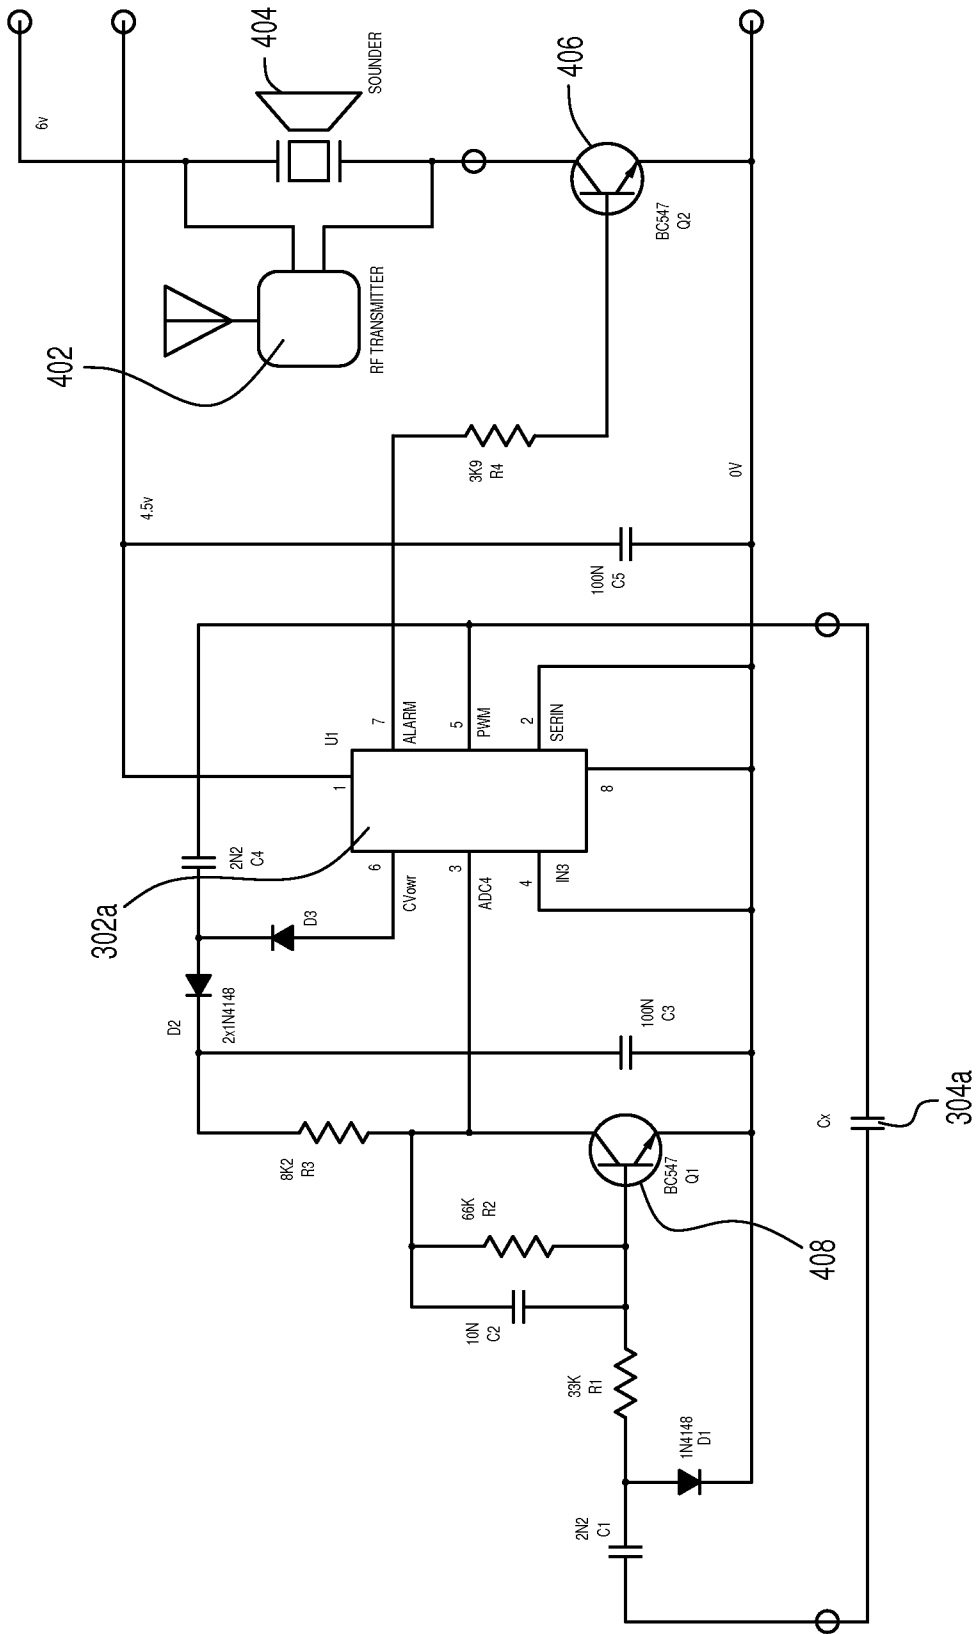 6v
404
SOUNDER
406
BC547
Q2
402
RF TRANSMITTER
3K9
R4
4.5v
0V
100N
C5
U1
7
ALARM
5
PWM
2
SERIN
1
8
6
CVowr
3
ADC4
4
IN3
302a
2N2
C4
D3
D2
2x1N4148
100N
C3
8K2
R3
BC547
Q1
408
66K
R2
10N
C2
33K
R1
1N4148
D1
2N2
C1
Cx
304a